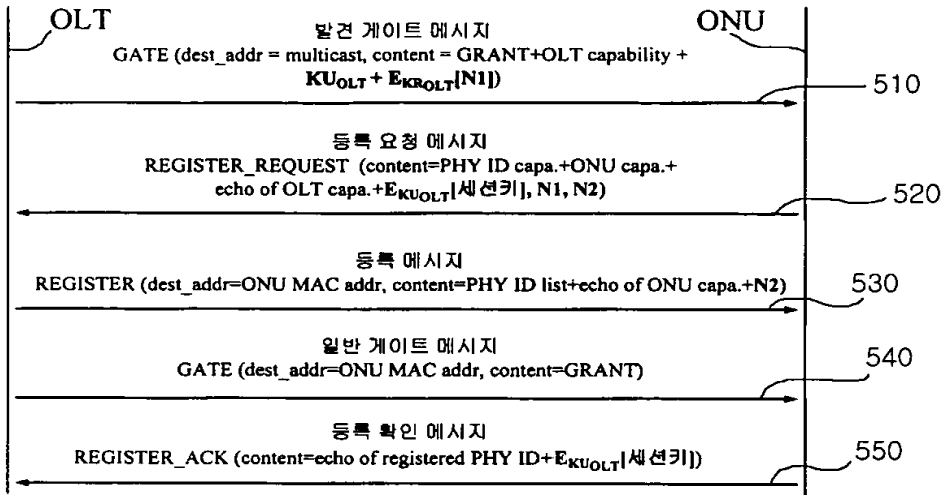 OLT
ONU
발견 게이트 메시지
GATE (dest_addr = multicast, content = GRANT+OLT capability +
KU_OLT + E_KR_OLT[N1])
510
등록 요청 메시지
REGISTER_REQUEST (content=PHY ID capa.+ONU capa.+
echo of OLT capa.+E_KU_OLT[세션키], N1, N2)
520
등록 메시지
REGISTER (dest_addr=ONU MAC addr, content=PHY ID list+echo of ONU capa.+N2)
530
일반 게이트 메시지
GATE (dest_addr=ONU MAC addr, content=GRANT)
540
등록 확인 메시지
REGISTER_ACK (content=echo of registered PHY ID+E_KU_OLT[세션키])
550